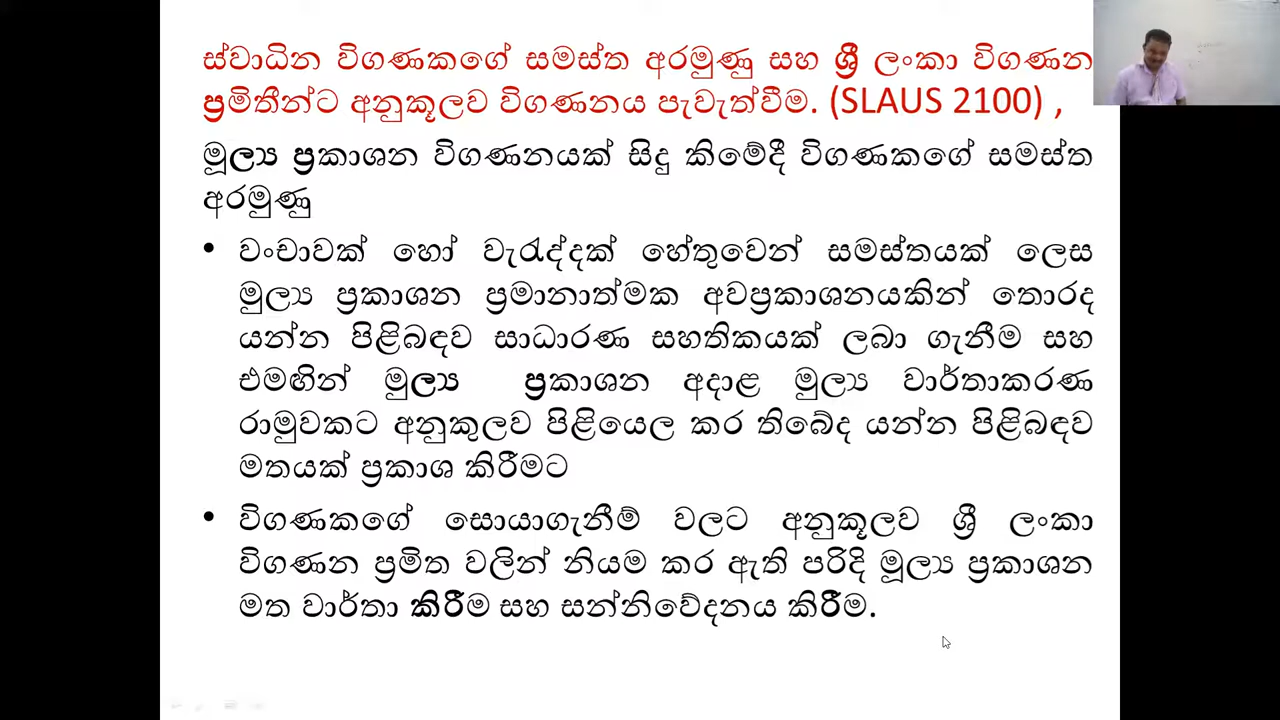 ස්වාධින විගණකගේ සමස්ත අරමුණු සහ ශ්‍රී ලංකා විගණන
ප්‍රමිතීන්ට අනුකූලව විගණනය පැවැත්වීම. (SLAUS 2100) ,
මූල්‍ය ප්‍රකාශන විගණනයක් සිදු කිමේදී විගණකගේ සමස්ත
අරමුණු
• වංචාවක් හෝ වැරැද්දක් හේතුවෙන් සමස්තයක් ලෙස
මුල්‍ය ප්‍රකාශන ප්‍රමානාත්මක අවප්‍රකාශනයකින් තොරද
යන්න පිළිබඳව සාධාරණ සහතිකයක් ලබා ගැනීම සහ
එමඟින් මුල්‍ය ප්‍රකාශන අදාළ මුල්‍ය වාර්තාකරණ
රාමුවකට අනුකුලව පිළියෙල කර තිබේද යන්න පිළිබඳව
මතයක් ප්‍රකාශ කිරීමට
• විගණකගේ සොයාගැනීම් වලට අනුකූලව ශ්‍රී ලංකා
විගණන ප්‍රමිත වලින් නියම කර ඇති පරිදි මූල්‍ය ප්‍රකාශන
මත වාර්තා කිරීම සහ සන්නිවේදනය කිරීම.